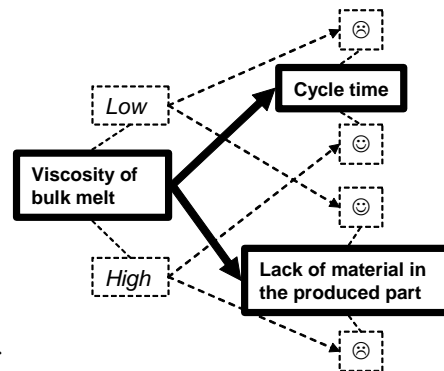 ☹
Cycle time
Low
☺
Viscosity of
bulk melt
☺
High
Lack of material in
the produced part
☹